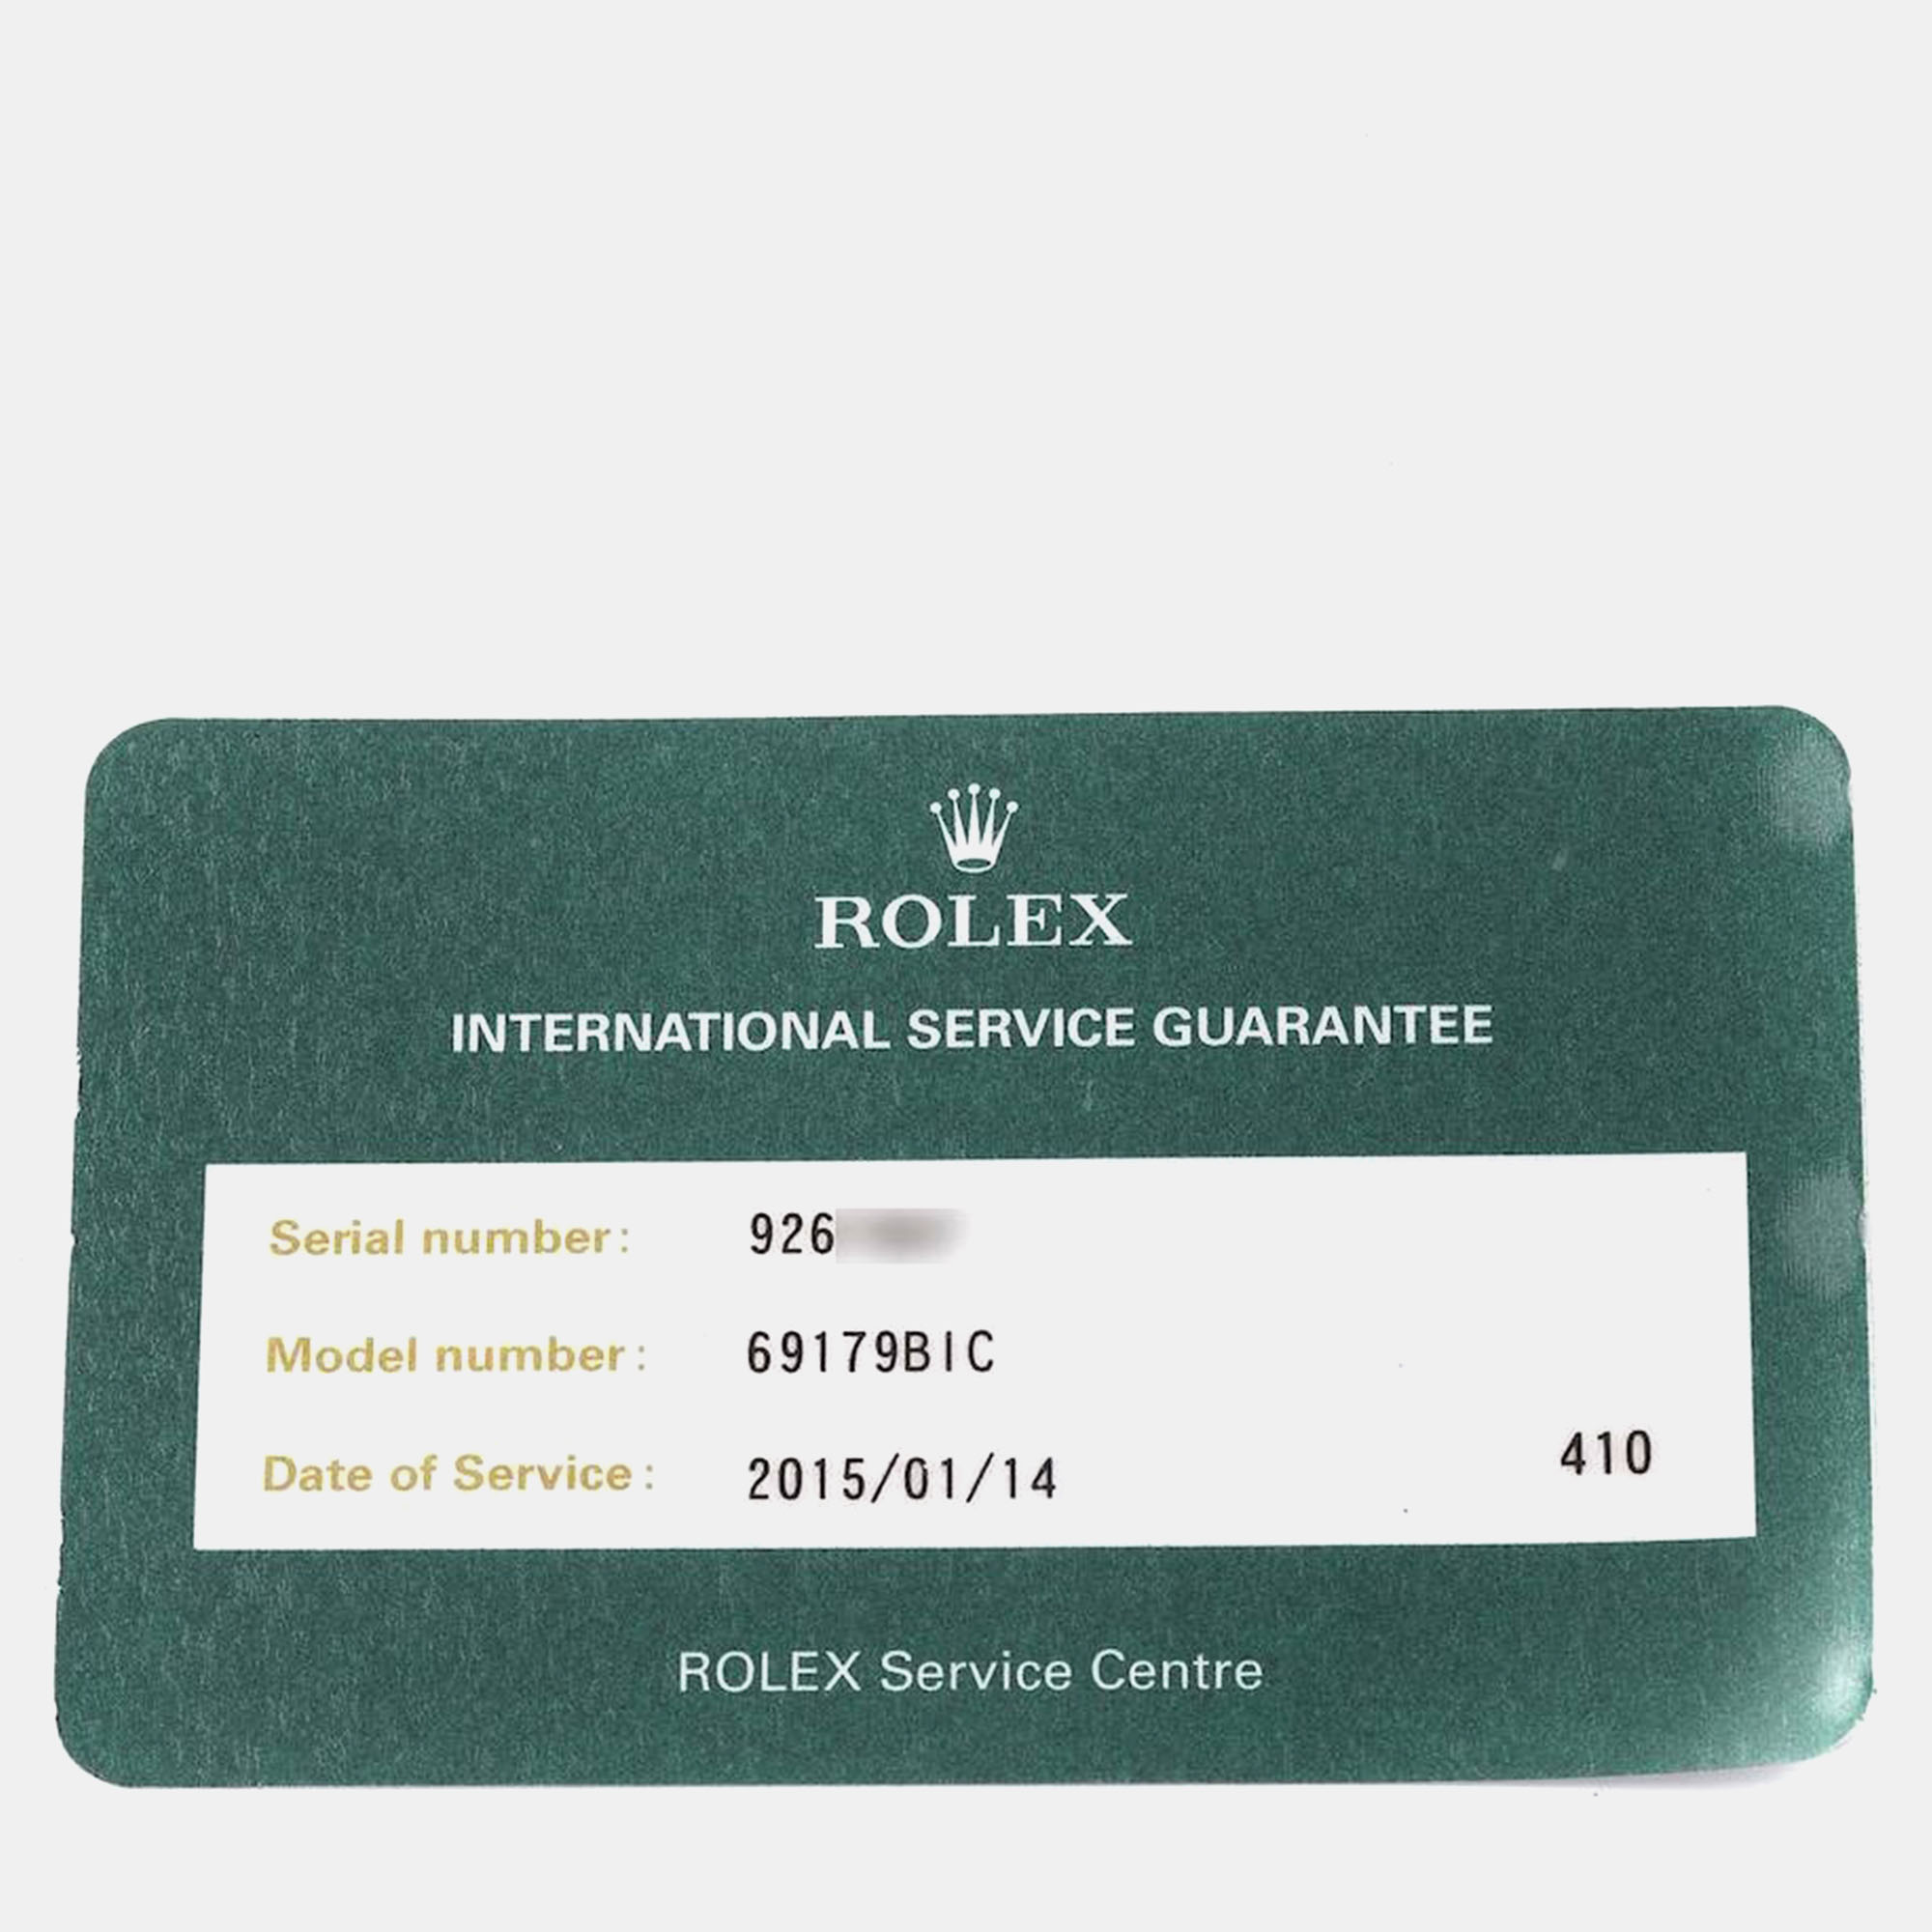 ROLEX
INTERNATIONAL SERVICE GUARANTEE
Serial number: 926
Model number: 69179BIC
Date of Service: 2015/01/14 410
ROLEX Service Centre